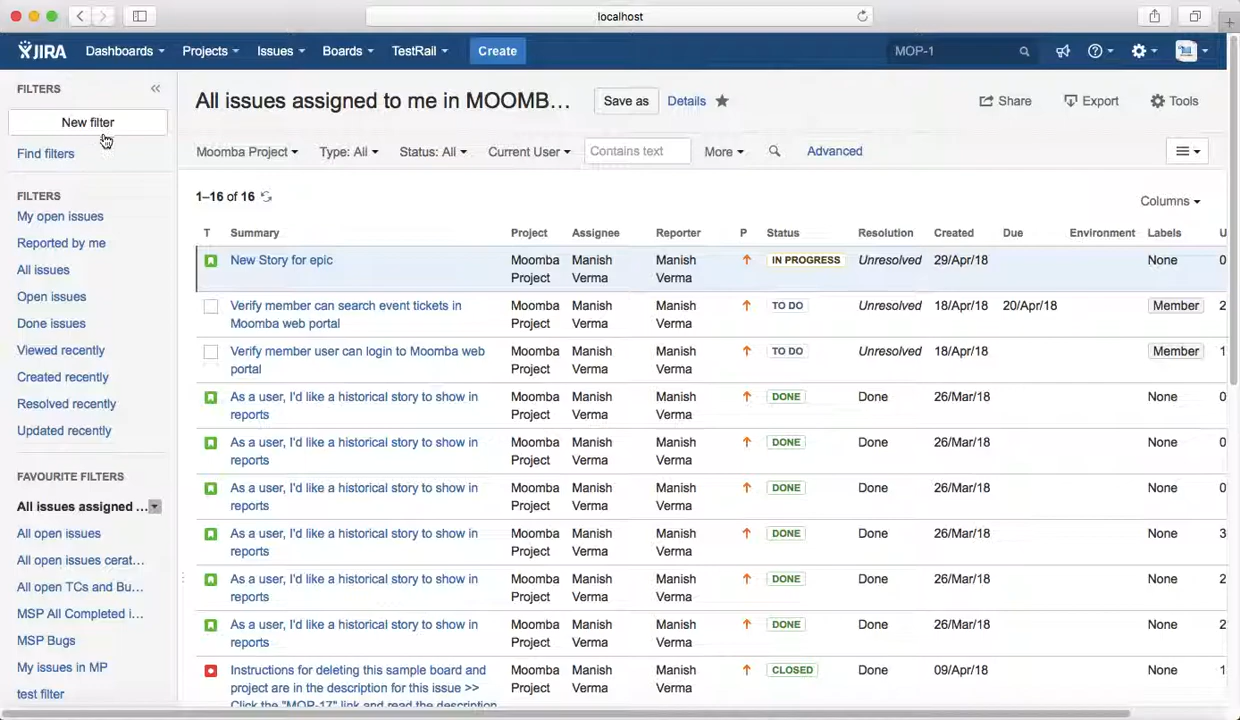 localhost
JIRA Dashboards Projects Issues Boards TestRail Create MOP-1
FILTERS
New filter
Find filters
FILTERS
My open issues
Reported by me
All issues
Open issues
Done issues
Viewed recently
Created recently
Resolved recently
Updated recently
FAVOURITE FILTERS
All issues assigned ...
All open issues
All open issues cerat...
All open TCs and Bu...
MSP All Completed i...
MSP Bugs
My issues in MP
test filter
All issues assigned to me in MOOMB... Save as Details Share Export Tools
Moomba Project Type: All Status: All Current User Contains text More Advanced
1–16 of 16
Columns
T Summary Project Assignee Reporter P Status Resolution Created Due Environment Labels U
New Story for epic Moomba Manish Manish IN PROGRESS Unresolved 29/Apr/18 None 0
Project Verma Verma
Verify member can search event tickets in Moomba Manish Manish TO DO Unresolved 18/Apr/18 20/Apr/18 Member 2
Moomba web portal Project Verma Verma
Verify member user can login to Moomba web Moomba Manish Manish TO DO Unresolved 18/Apr/18 Member 1
portal Project Verma Verma
As a user, I'd like a historical story to show in Moomba Manish Manish DONE Done 26/Mar/18 None 0
reports Project Verma Verma
As a user, I'd like a historical story to show in Moomba Manish Manish DONE Done 26/Mar/18 None 0
reports Project Verma Verma
As a user, I'd like a historical story to show in Moomba Manish Manish DONE Done 26/Mar/18 None 0
reports Project Verma Verma
As a user, I'd like a historical story to show in Moomba Manish Manish DONE Done 26/Mar/18 None 3
reports Project Verma Verma
As a user, I'd like a historical story to show in Moomba Manish Manish DONE Done 26/Mar/18 None 2
reports Project Verma Verma
As a user, I'd like a historical story to show in Moomba Manish Manish DONE Done 26/Mar/18 None 2
reports Project Verma Verma
Instructions for deleting this sample board and Moomba Manish Manish CLOSED Done 09/Apr/18 None 1
project are in the description for this issue >> Project Verma Verma
Click the "MOP-17" link and read the description